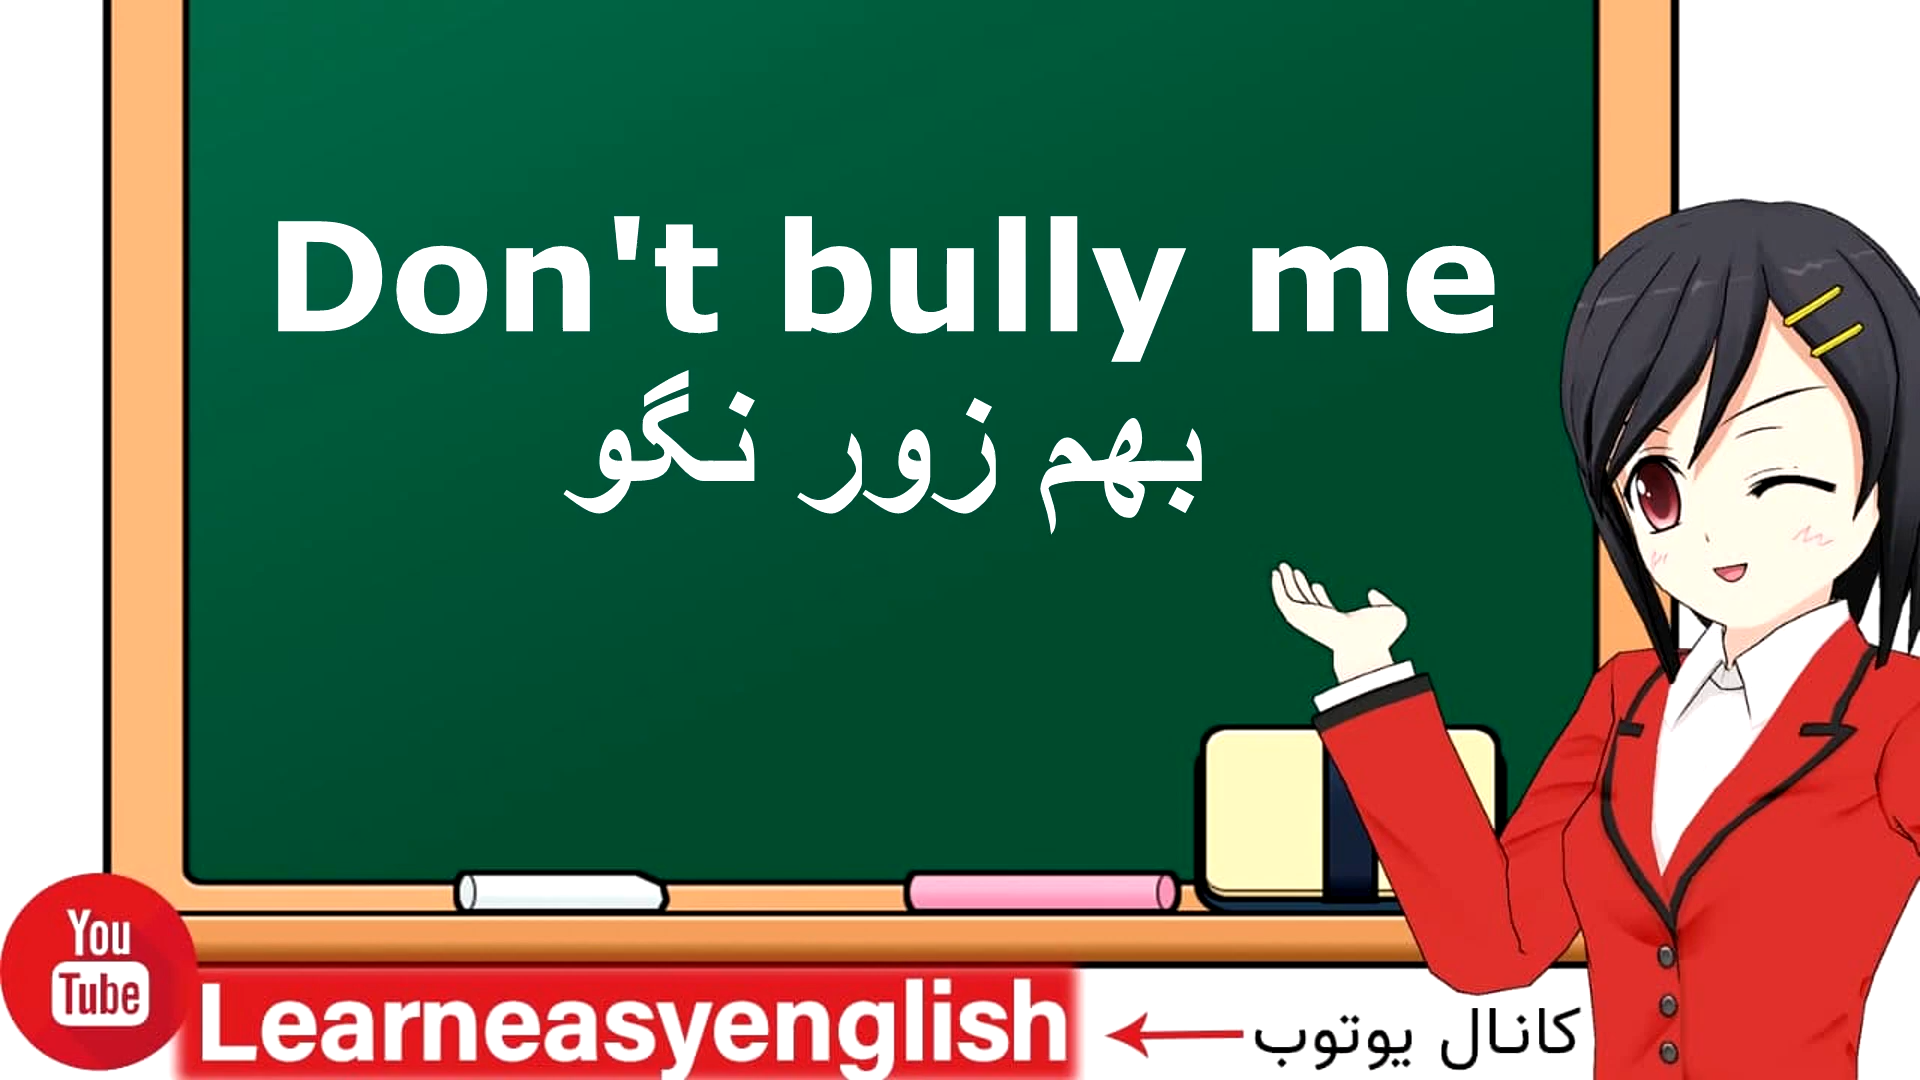 Don't bully me
بهم زور نگو
You
Tube
Learneasyenglish
کانال یوتوب